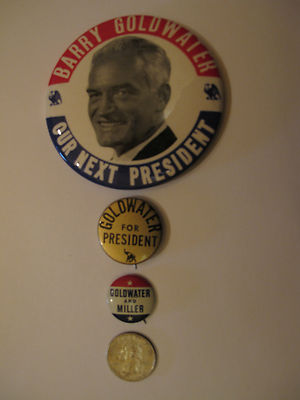 BARRY GOLDWATER
OUR NEXT PRESIDENT
GOLDWATER
FOR
PRESIDENT
GOLDWATER
AND
MILLER